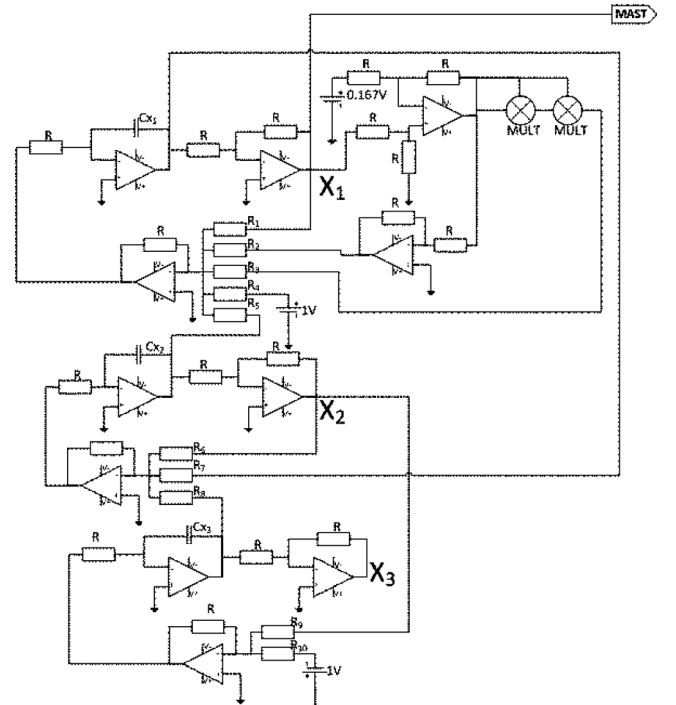 MAST
R
R
Cx₁
0.167V
R
R
R
R
MULT
MULT
R
X₁
R
R₁
R
R₂
R
R₃
R₄
R₅
1V
Cx₂
R
R
R
X₂
R₆
R₇
R₈
Cx₃
R
R
R
X₃
R
R₉
R₁₀
1V